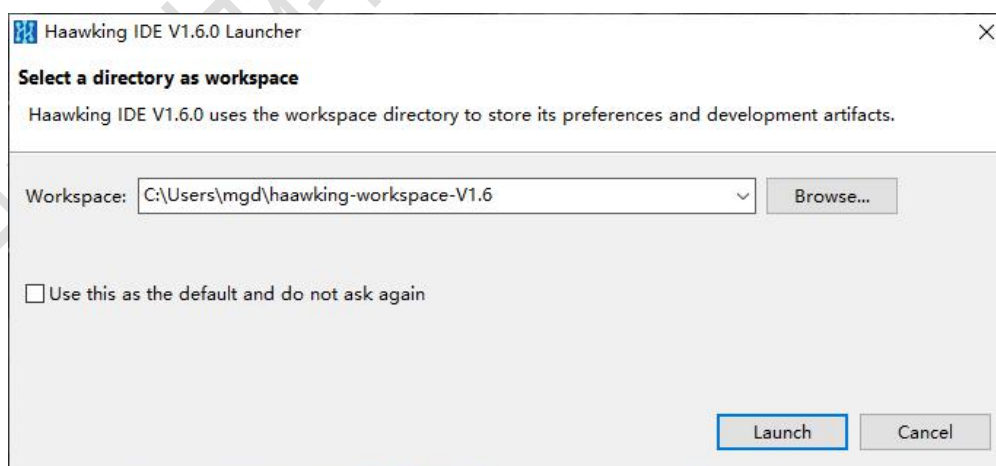 Haawking IDE V1.6.0 Launcher
Select a directory as workspace
Haawking IDE V1.6.0 uses the workspace directory to store its preferences and development artifacts.
Workspace: C:\Users\mgd\haawking-workspace-V1.6 Browse...
Use this as the default and do not ask again
Launch Cancel